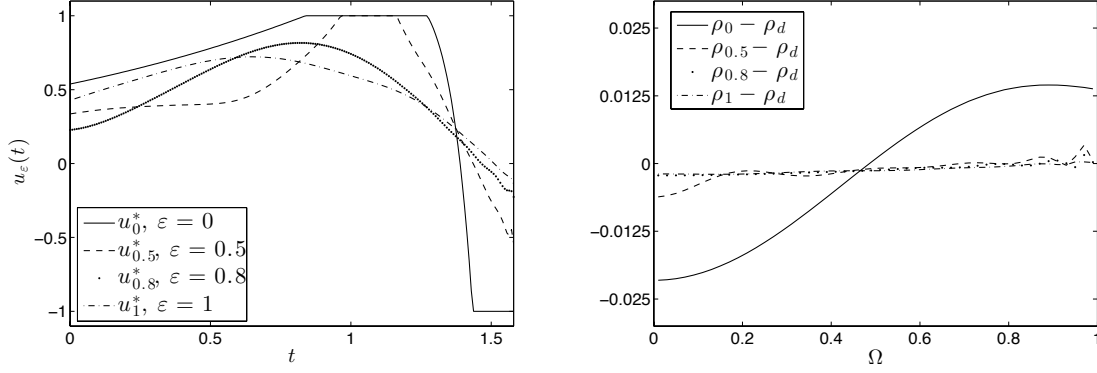 1
0.5
0
−0.5
−1
u_ε(t)
u*_0, ε = 0
u*_0.5, ε = 0.5
u*_0.8, ε = 0.8
u*_1, ε = 1
0
0.5
1
1.5
t
0.025
0.0125
0
−0.0125
−0.025
ρ_0 − ρ_d
ρ_0.5 − ρ_d
ρ_0.8 − ρ_d
ρ_1 − ρ_d
0
0.2
0.4
0.6
0.8
1
Ω